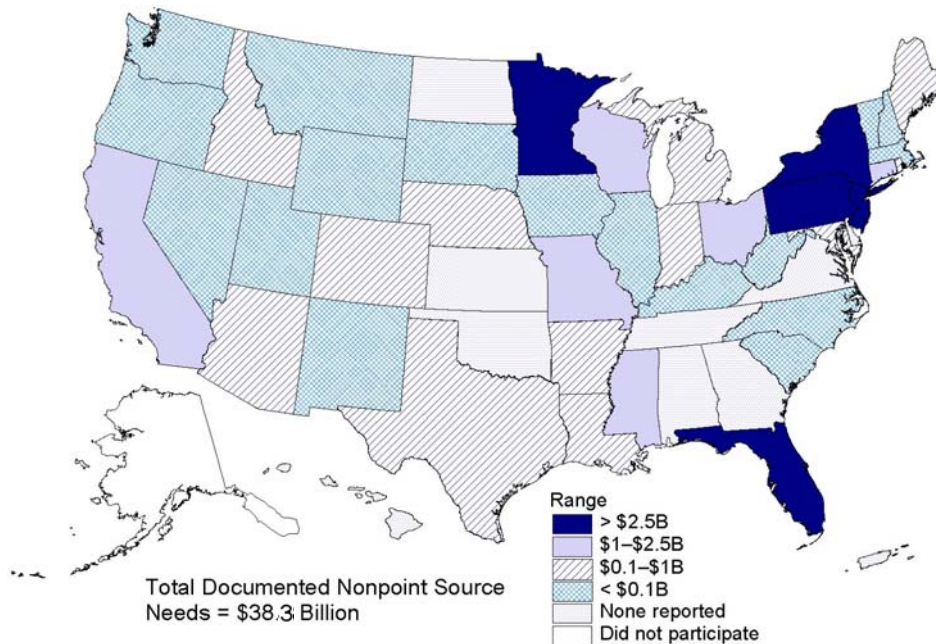 Range
> $2.5B
$1–$2.5B
$0.1–$1B
< $0.1B
None reported
Did not participate
Total Documented Nonpoint Source
Needs = $38.3 Billion